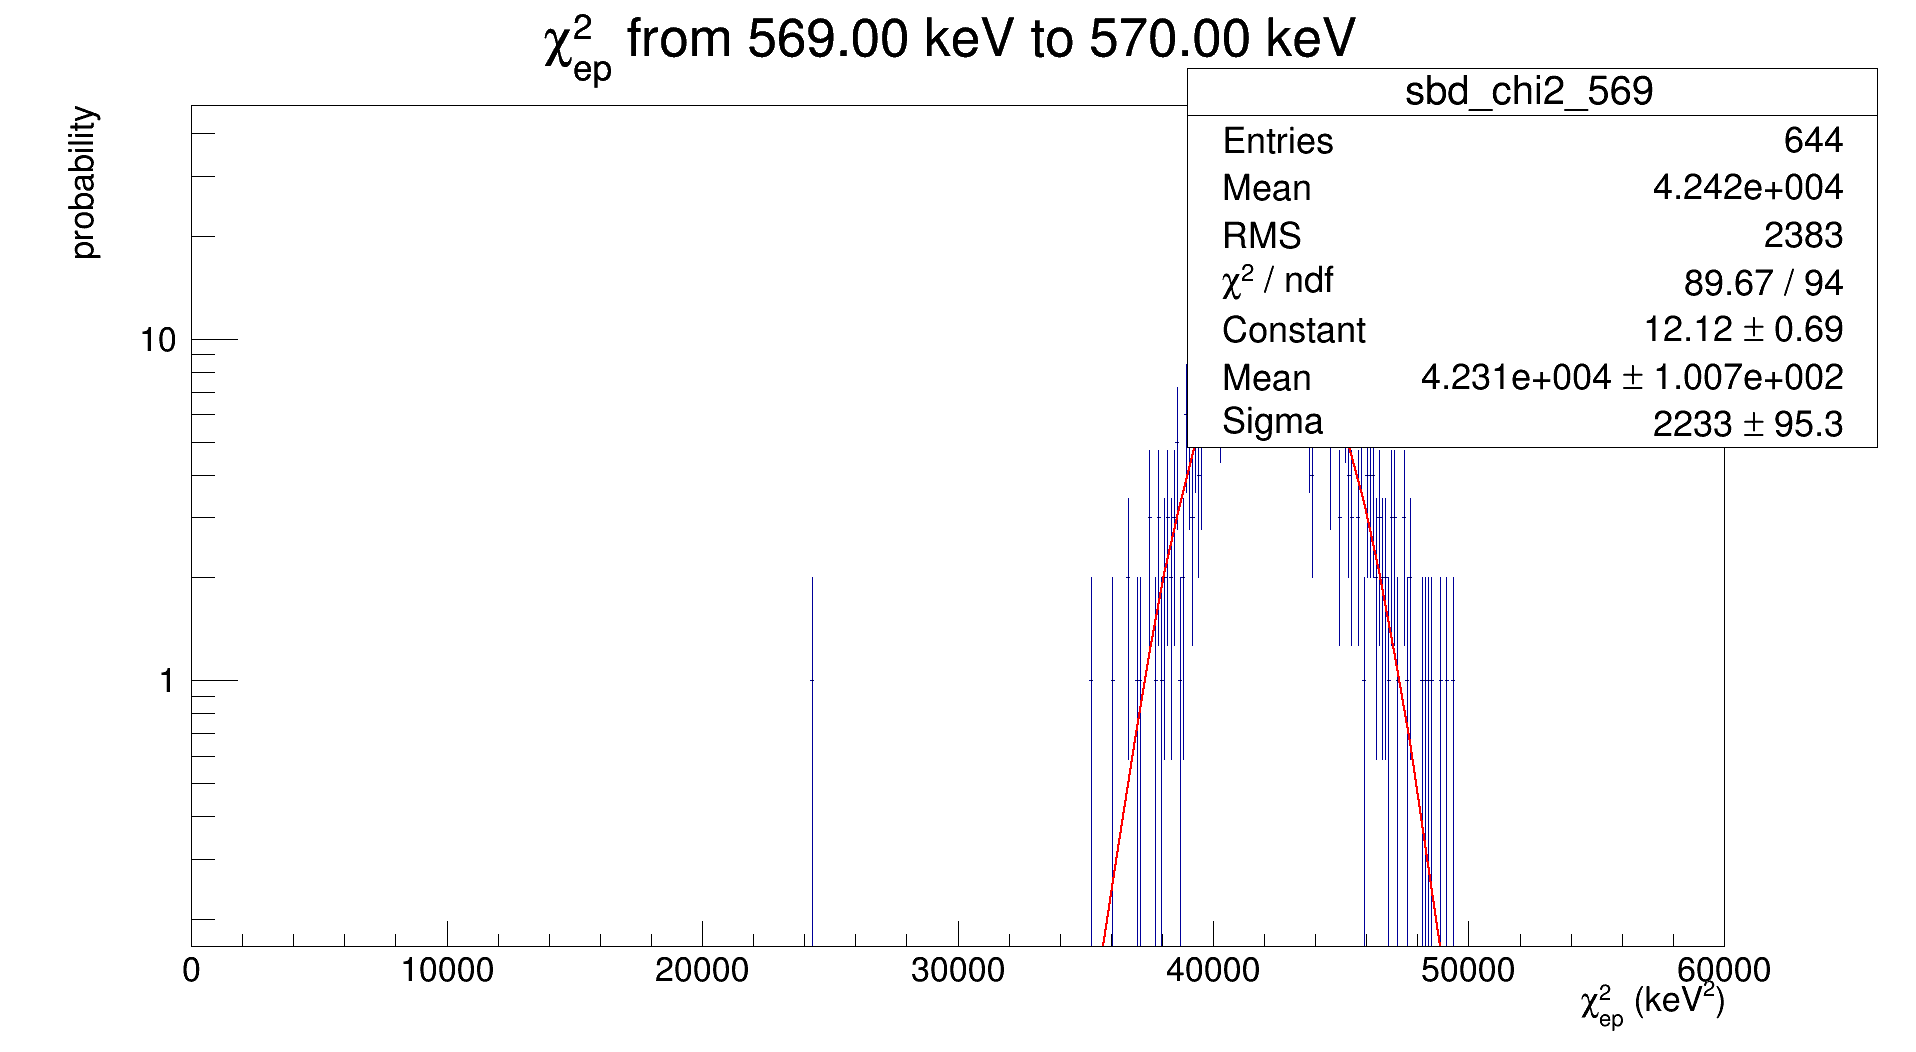 χ²ep from 569.00 keV to 570.00 keV
probability
sbd_chi2_569
Entries 644
Mean 4.242e+004
RMS 2383
χ² / ndf 89.67 / 94
Constant 12.12 ± 0.69
Mean 4.231e+004 ± 1.007e+002
Sigma 2233 ± 95.3
10
1
0 10000 20000 30000 40000 50000 60000
χ²ep (keV²)